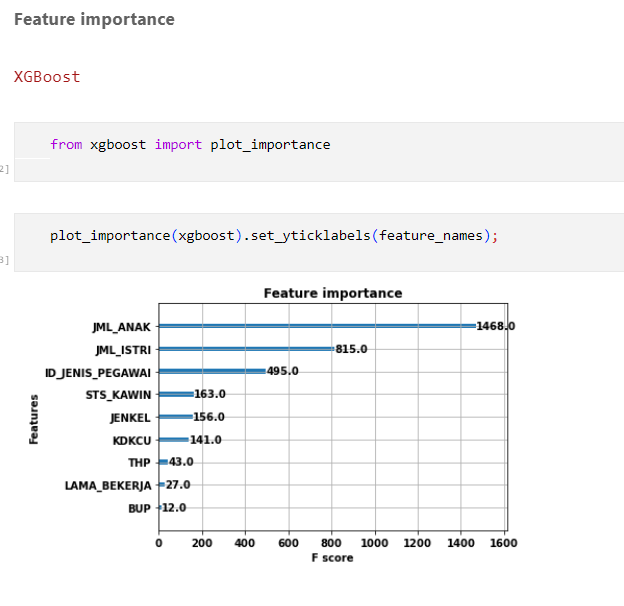 Feature importance
XGBoost
from xgboost import plot_importance
2]
plot_importance(xgboost).set_yticklabels(feature_names);
3]
Feature importance
JML_ANAK 1468.0
JML_ISTRI 815.0
ID_JENIS_PEGAWAI 495.0
STS_KAWIN 163.0
JENKEL 156.0
KDKCU 141.0
THP 43.0
LAMA_BEKERJA 27.0
BUP 12.0
Features
0 200 400 600 800 1000 1200 1400 1600
F score